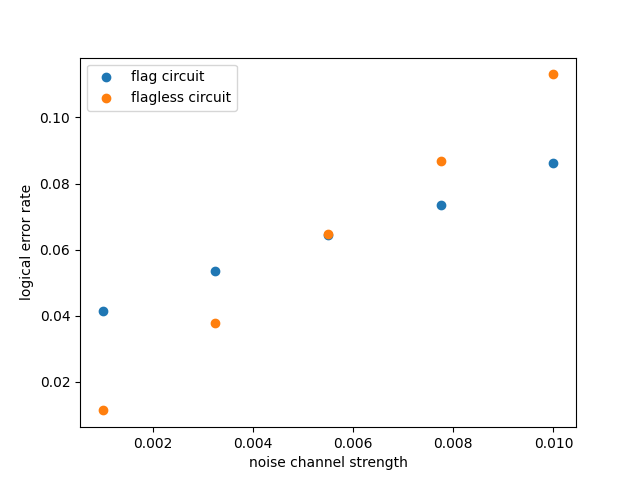 flag circuit
flagless circuit
0.10
0.08
0.06
0.04
0.02
logical error rate
0.002
0.004
0.006
0.008
0.010
noise channel strength